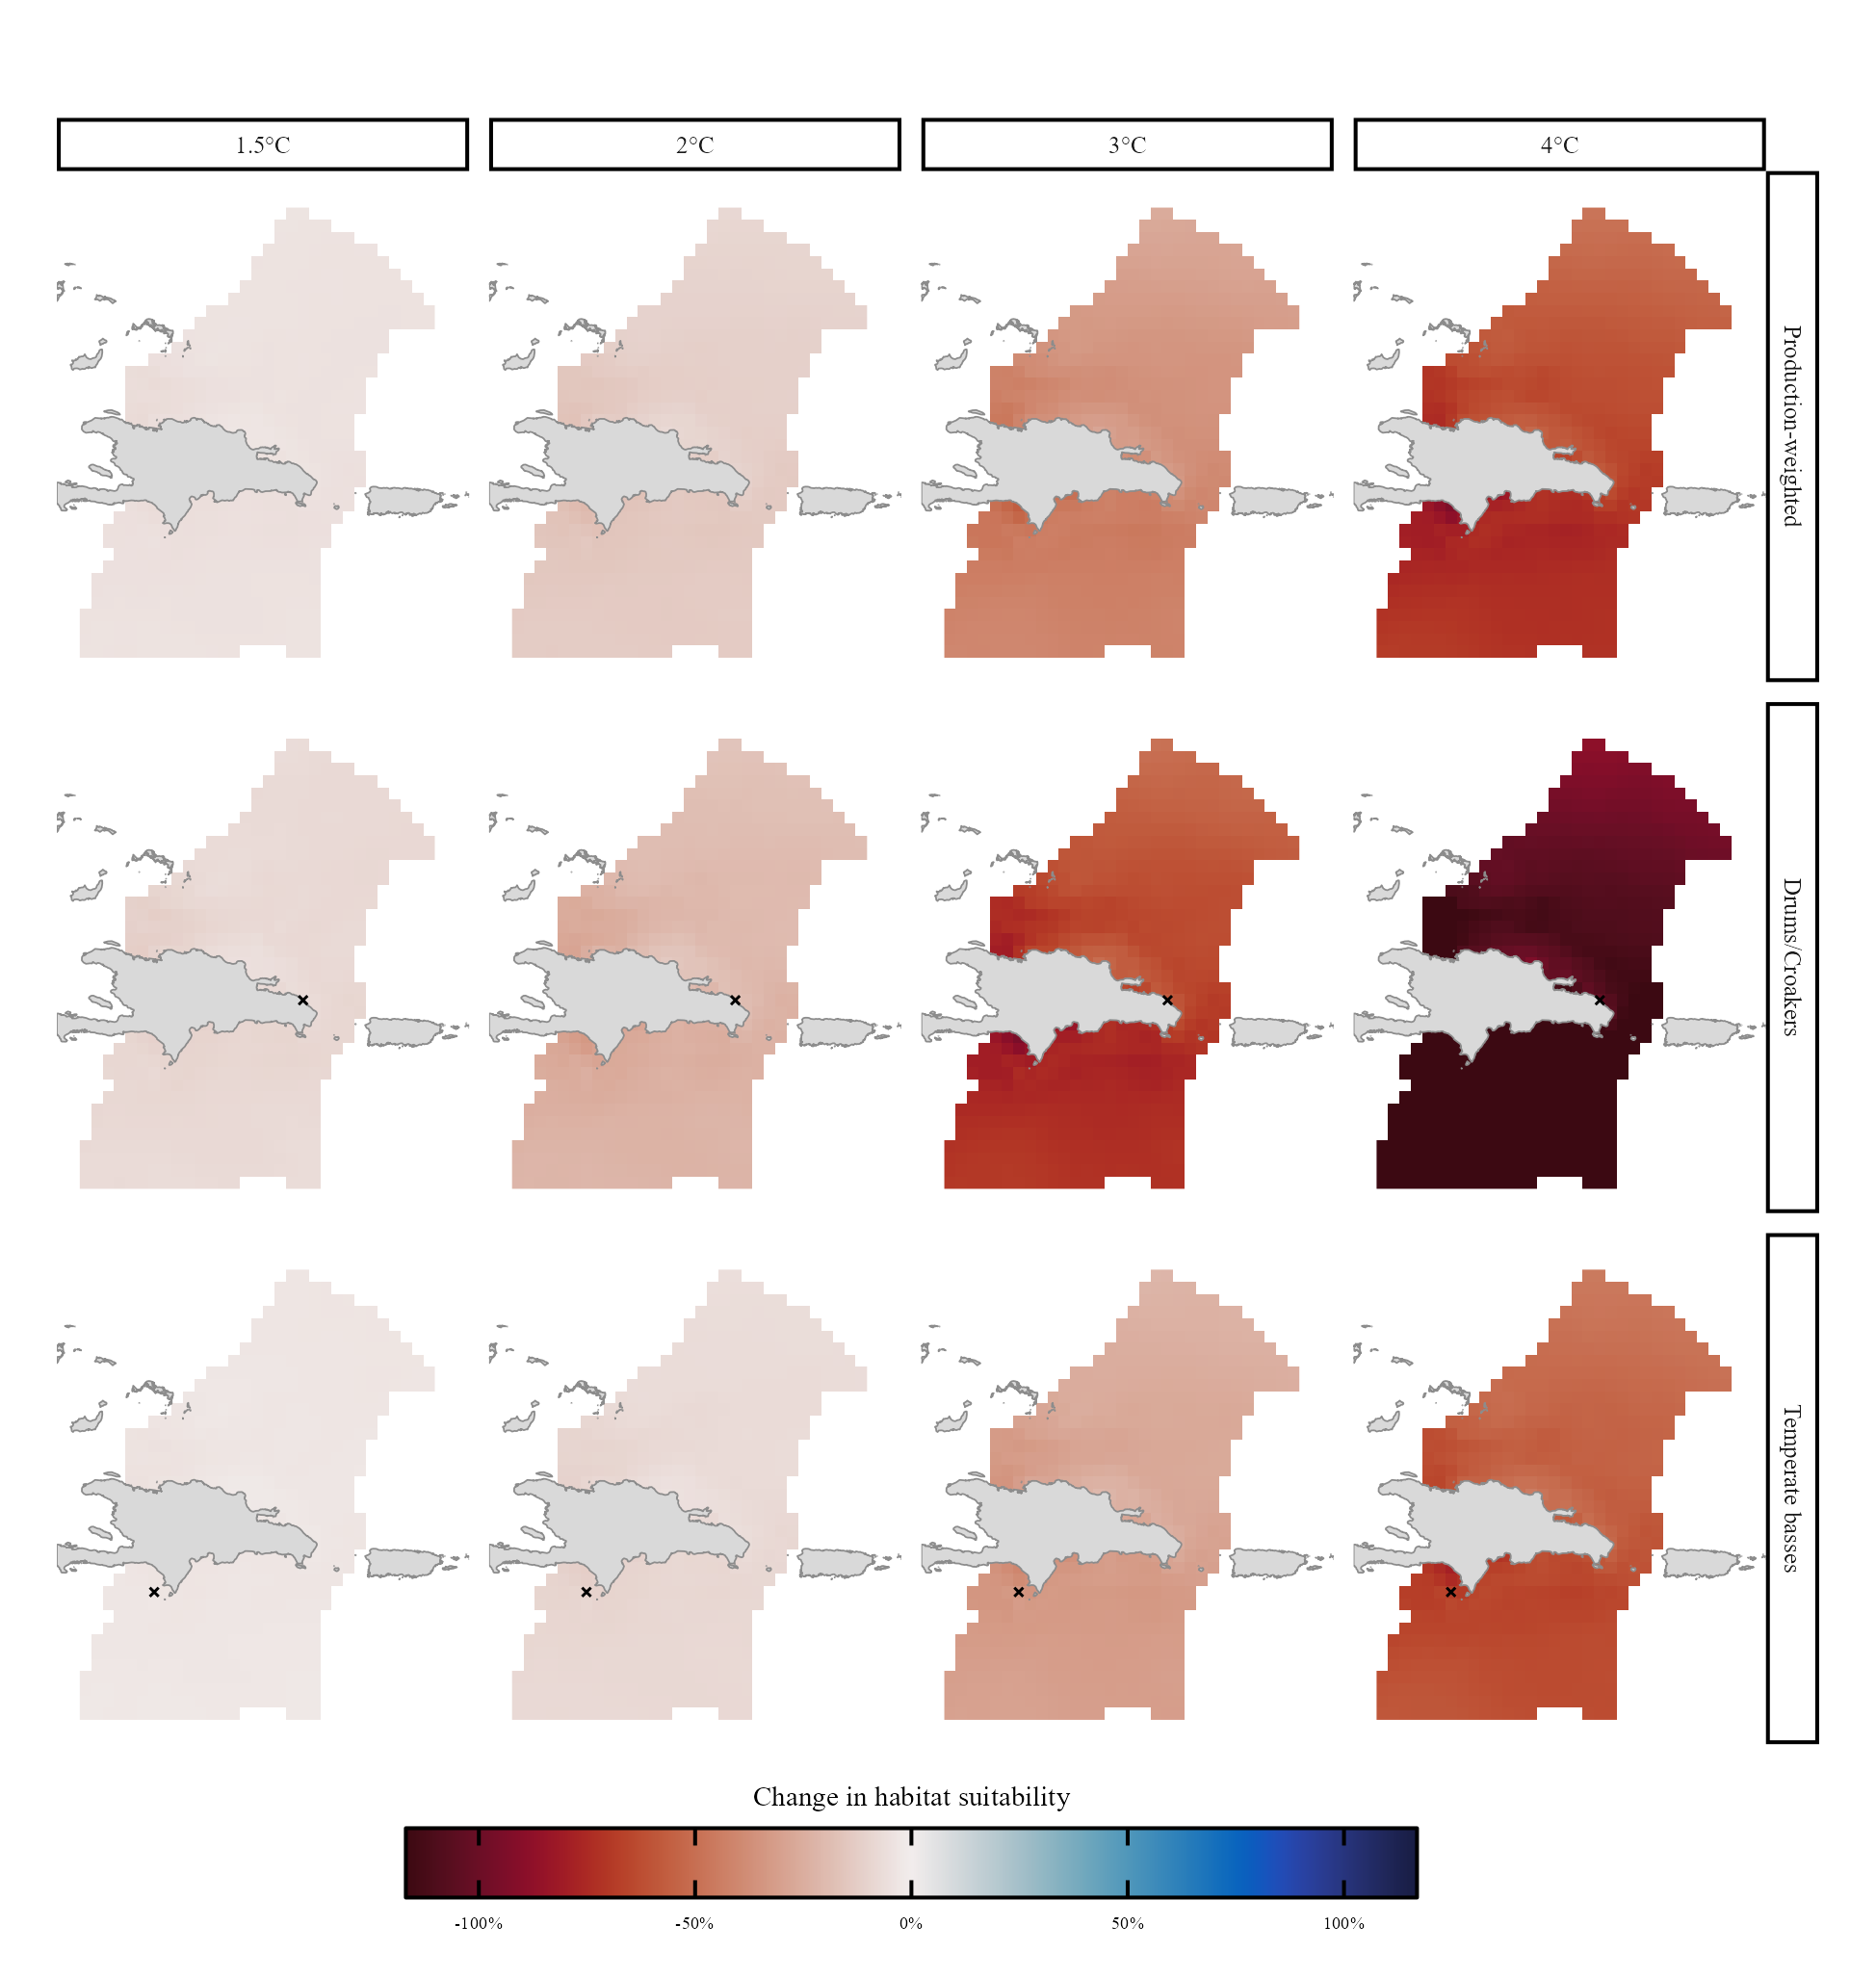 1.5°C
2°C
3°C
4°C
Production-weighted
Drums/Croakers
Temperate basses
Change in habitat suitability
-100%
-50%
0%
50%
100%